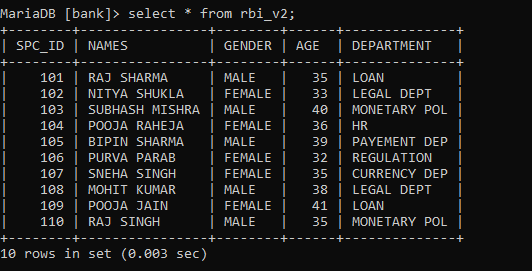 MariaDB [bank]> select * from rbi_v2;
+--------+----------------+--------+------+--------------+
| SPC_ID | NAMES          | GENDER | AGE  | DEPARTMENT   |
+--------+----------------+--------+------+--------------+
|    101 | RAJ SHARMA     | MALE   |   35 | LOAN         |
|    102 | NITYA SHUKLA   | FEMALE |   33 | LEGAL DEPT   |
|    103 | SUBHASH MISHRA | MALE   |   40 | MONETARY POL |
|    104 | POOJA RAHEJA   | FEMALE |   36 | HR           |
|    105 | BIPIN SHARMA   | MALE   |   39 | PAYEMENT DEP |
|    106 | PURVA PARAB    | FEMALE |   32 | REGULATION   |
|    107 | SNEHA SINGH    | FEMALE |   35 | CURRENCY DEP |
|    108 | MOHIT KUMAR    | MALE   |   38 | LEGAL DEPT   |
|    109 | POOJA JAIN     | FEMALE |   41 | LOAN         |
|    110 | RAJ SINGH      | MALE   |   35 | MONETARY POL |
+--------+----------------+--------+------+--------------+
10 rows in set (0.003 sec)